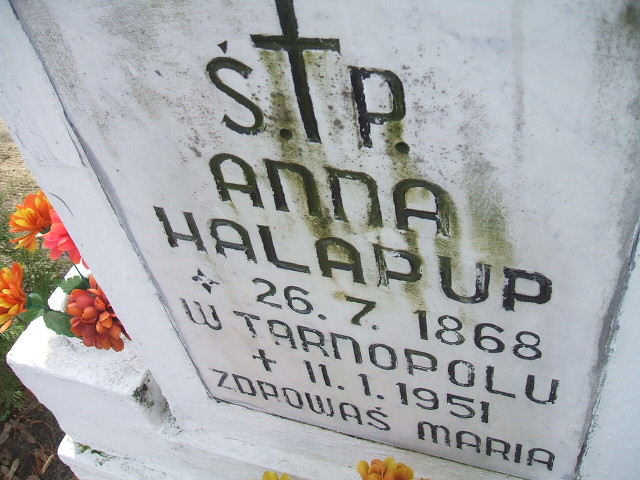 Ś.P.
ANNA
HALAPUP
* 26. 7. 1868
W TARNOPOLU
+ 11. 1. 1951
ZDROWAŚ MARIA